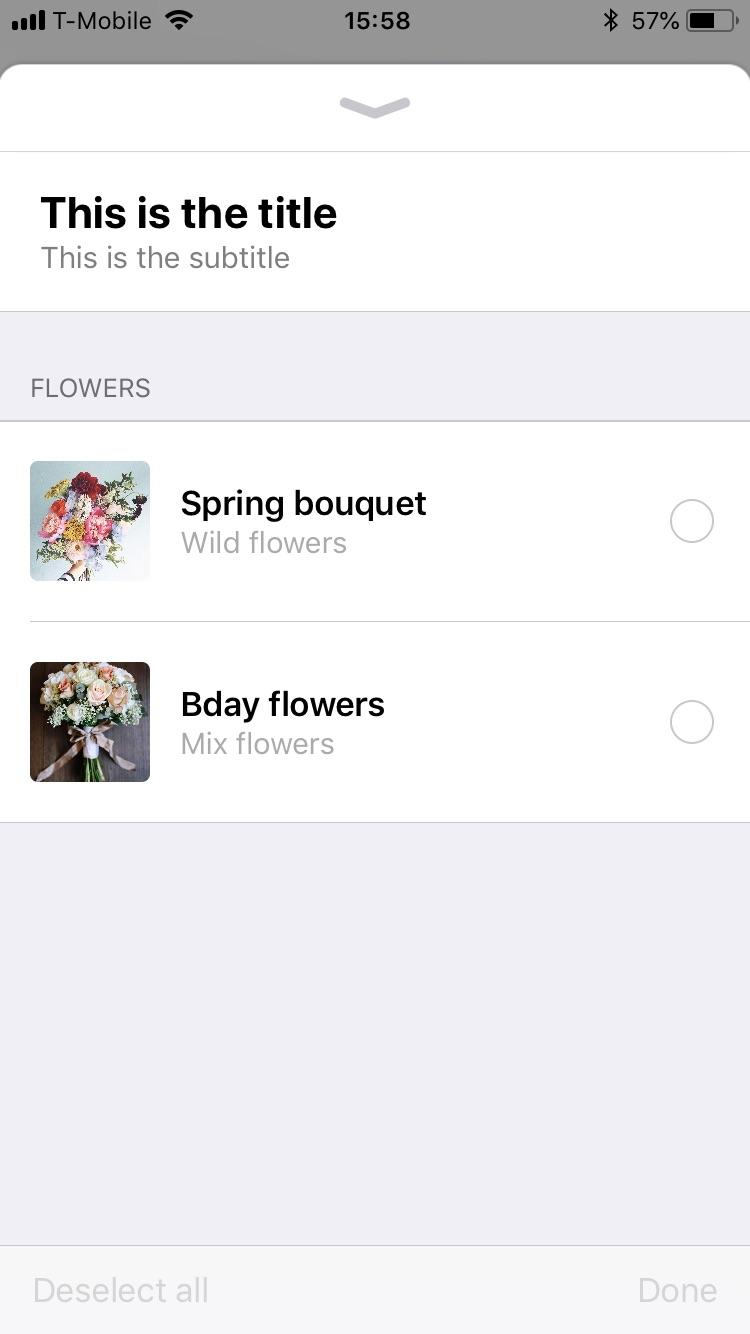 T-Mobile 15:58 57%
This is the title
This is the subtitle
FLOWERS
Spring bouquet
Wild flowers
Bday flowers
Mix flowers
Deselect all Done